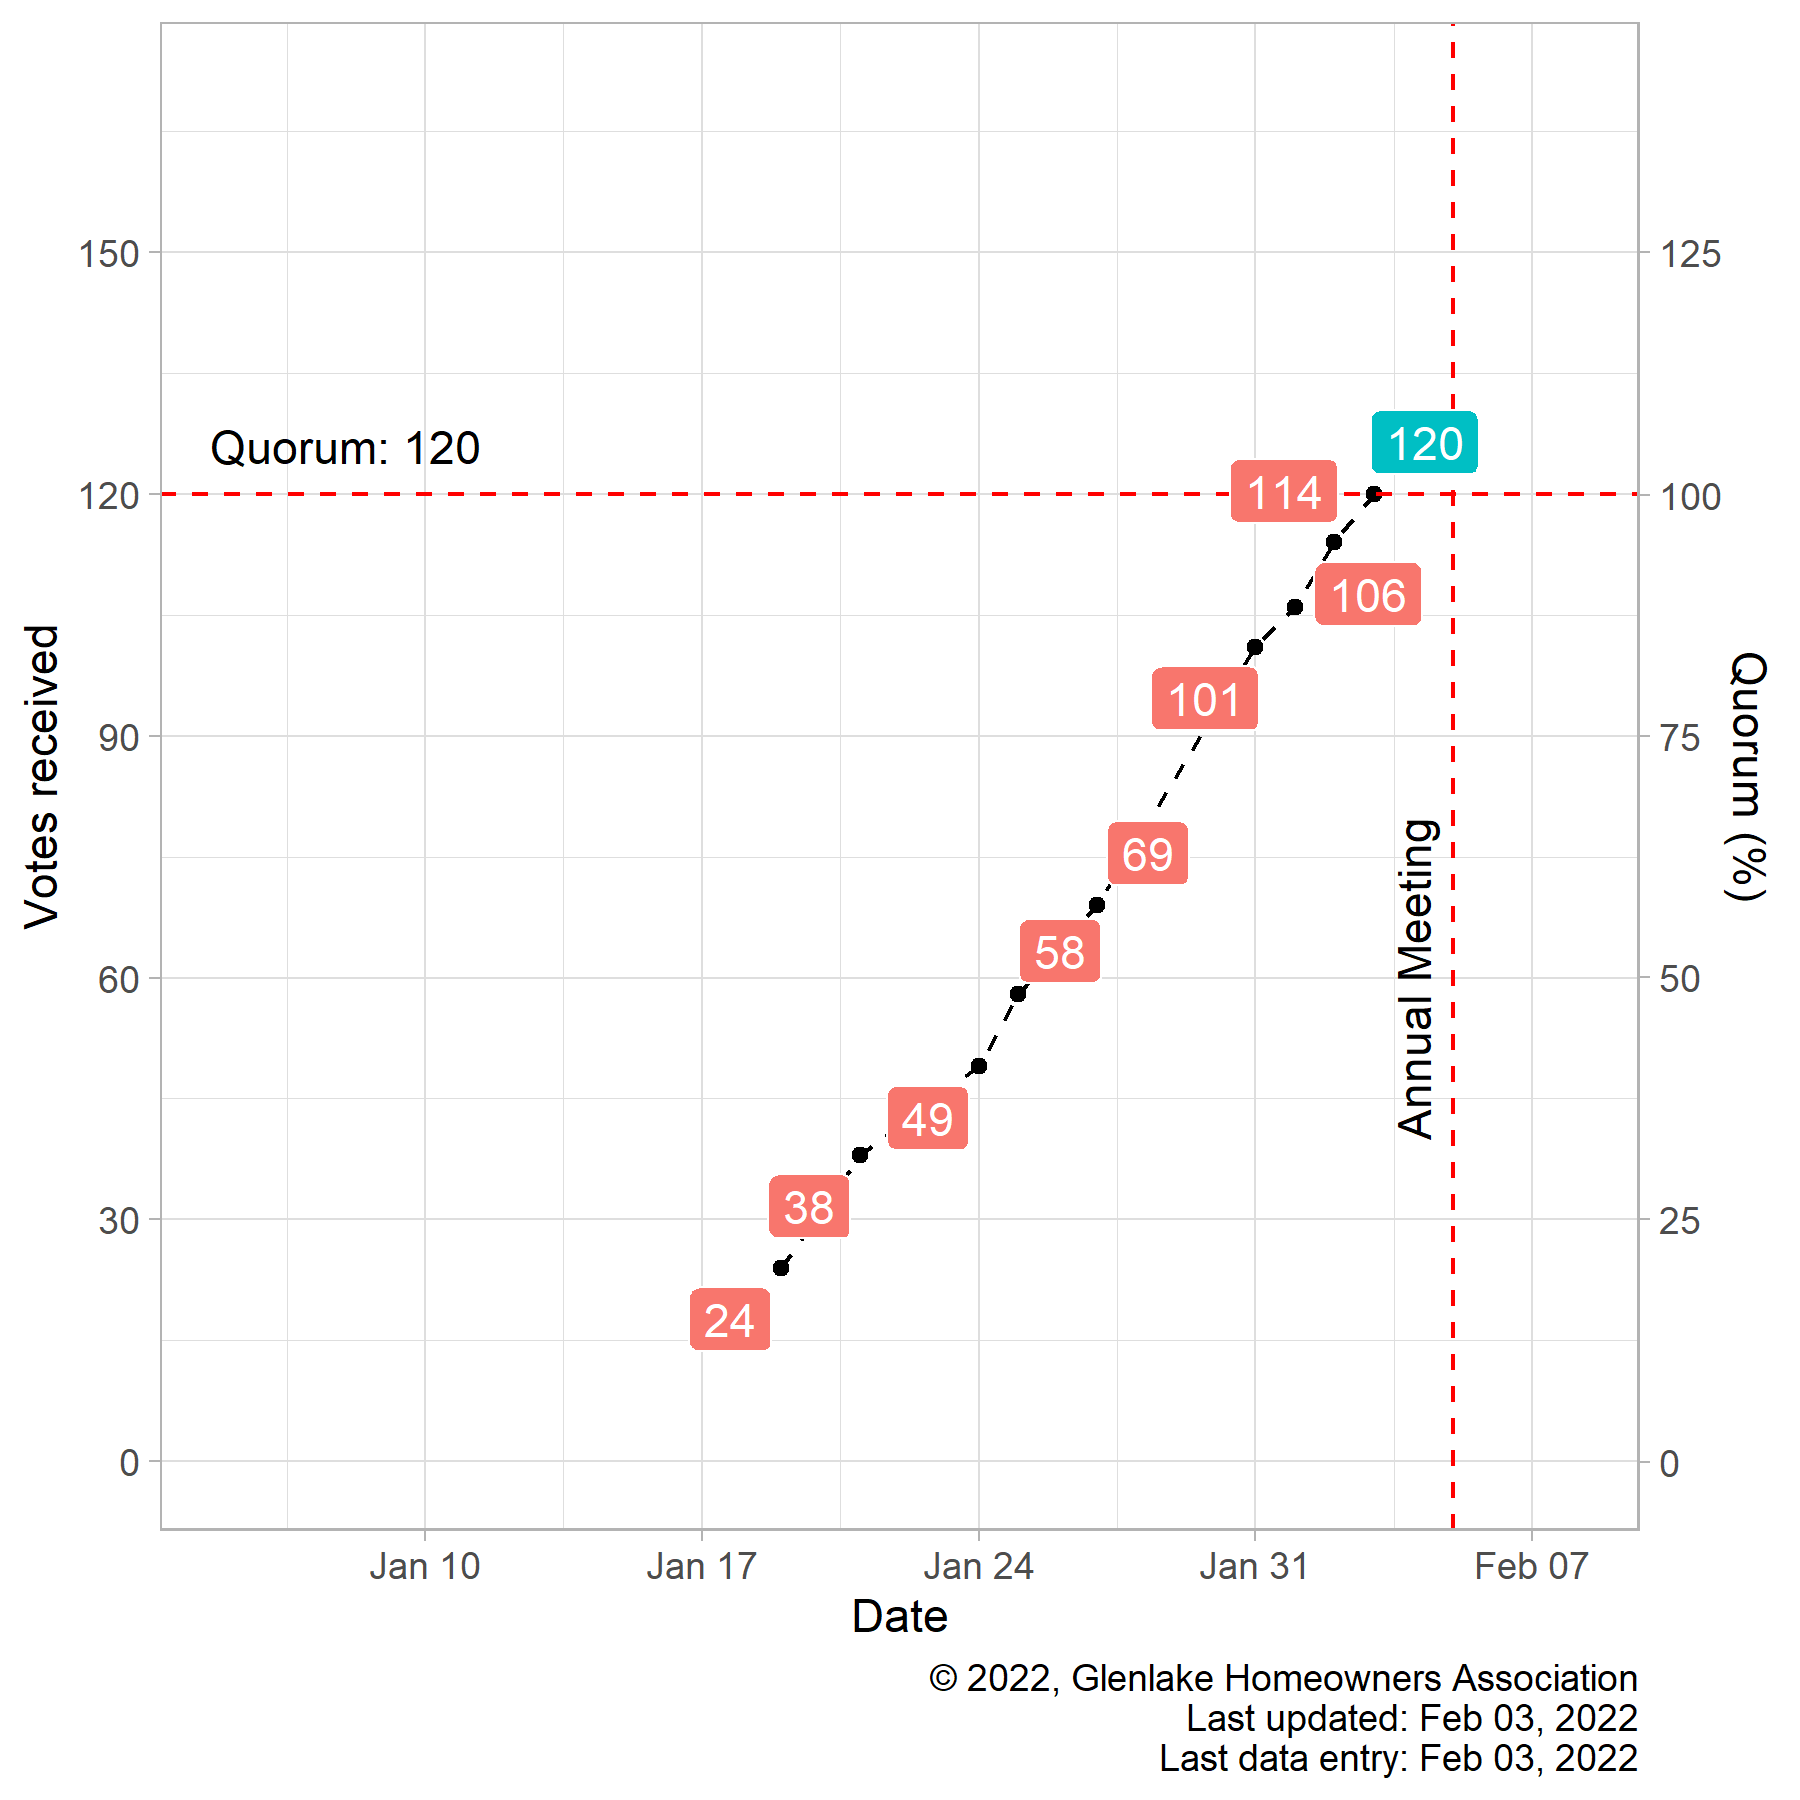 150
120
90
60
30
0
Votes received
Quorum: 120
120
114
106
101
69
58
49
38
24
Annual Meeting
125
100
75
50
25
0
Quorum (%)
Jan 10
Jan 17
Jan 24
Jan 31
Feb 07
Date
© 2022, Glenlake Homeowners Association
Last updated: Feb 03, 2022
Last data entry: Feb 03, 2022